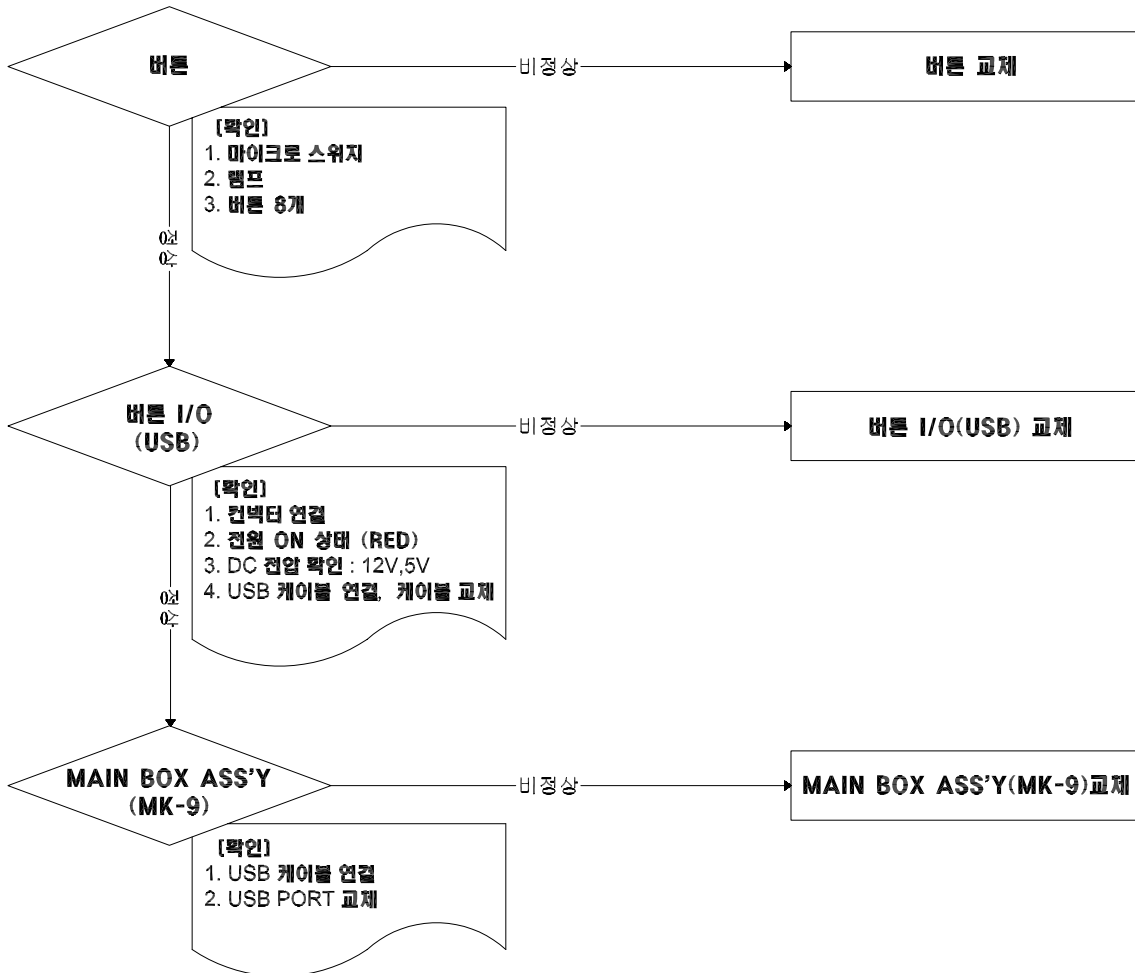 버튼
비정상
버튼 교체
[확인]
1. 마이크로 스위치
2. 램프
3. 버튼 8개
정상
버튼 I/O
(USB)
비정상
버튼 I/O(USB) 교체
[확인]
1. 컨넥터 연결
2. 전원 ON 상태 (RED)
3. DC 전압 확인 : 12V,5V
4. USB 케이블 연결, 케이블 교체
정상
MAIN BOX ASS'Y
(MK-9)
비정상
MAIN BOX ASS'Y(MK-9)교체
[확인]
1. USB 케이블 연결
2. USB PORT 교체